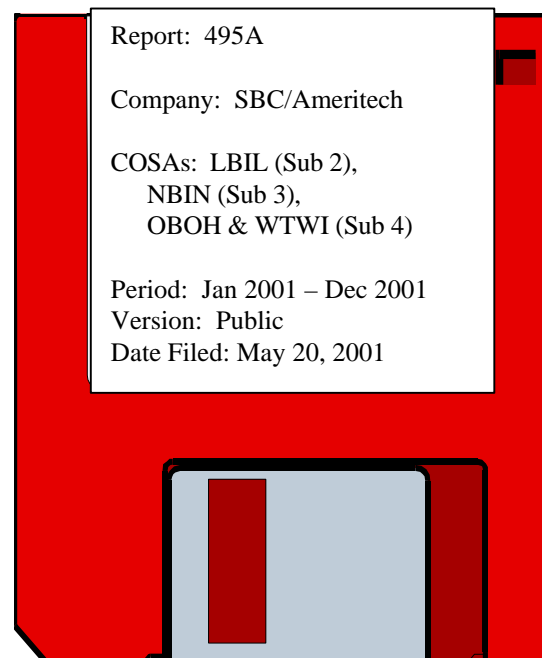 Report: 495A
Company: SBC/Ameritech
COSAs: LBIL (Sub 2),
NBIN (Sub 3),
OBOH & WTWI (Sub 4)
Period: Jan 2001 – Dec 2001
Version: Public
Date Filed: May 20, 2001